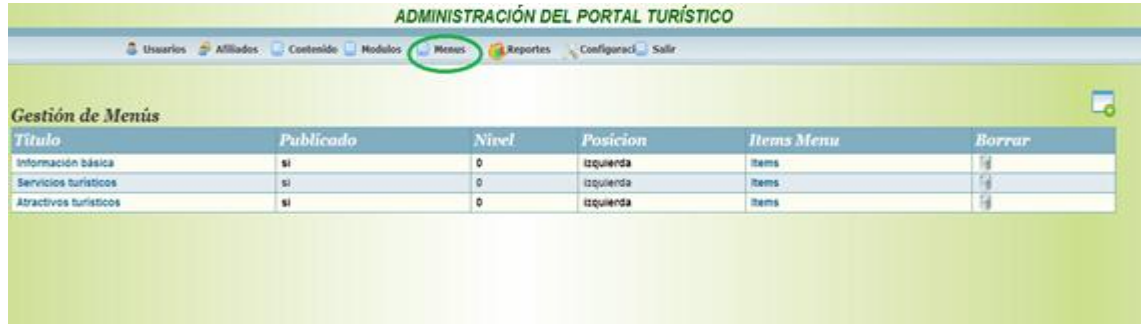 ADMINISTRACIÓN DEL PORTAL TURÍSTICO
Usuarios Afiliados Contenido Modulos Menus Reportes Configuraci Salir
Gestión de Menús
Título Publicado Nivel Posicion Items Menu Borrar
Información básica si 0 izquierda Items
Servicios turísticos si 0 izquierda Items
Atractivos turísticos si 0 izquierda Items